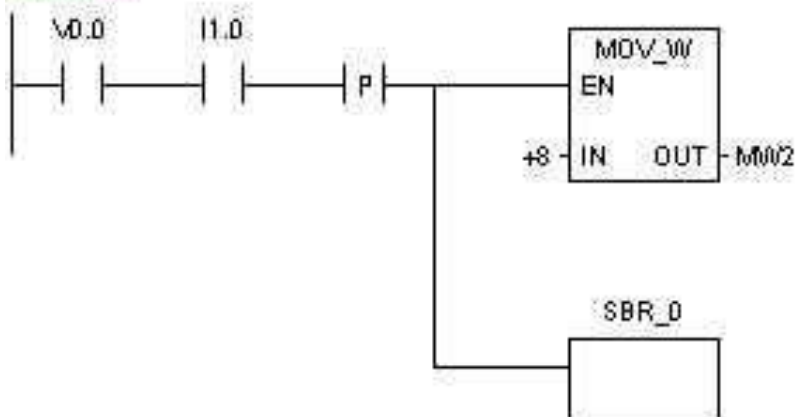 V0.0 I1.0
P
MOV_W
EN
+8 IN OUT MW2
SBR_0